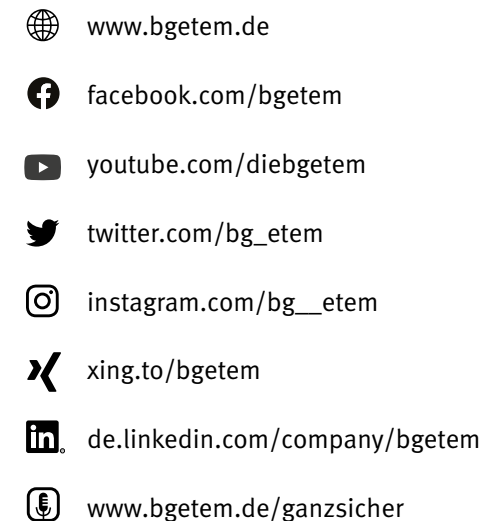 www.bgetem.de
facebook.com/bgetem
youtube.com/diebgetem
twitter.com/bg_etem
instagram.com/bg__etem
xing.to/bgetem
in de.linkedin.com/company/bgetem
www.bgetem.de/ganzsicher